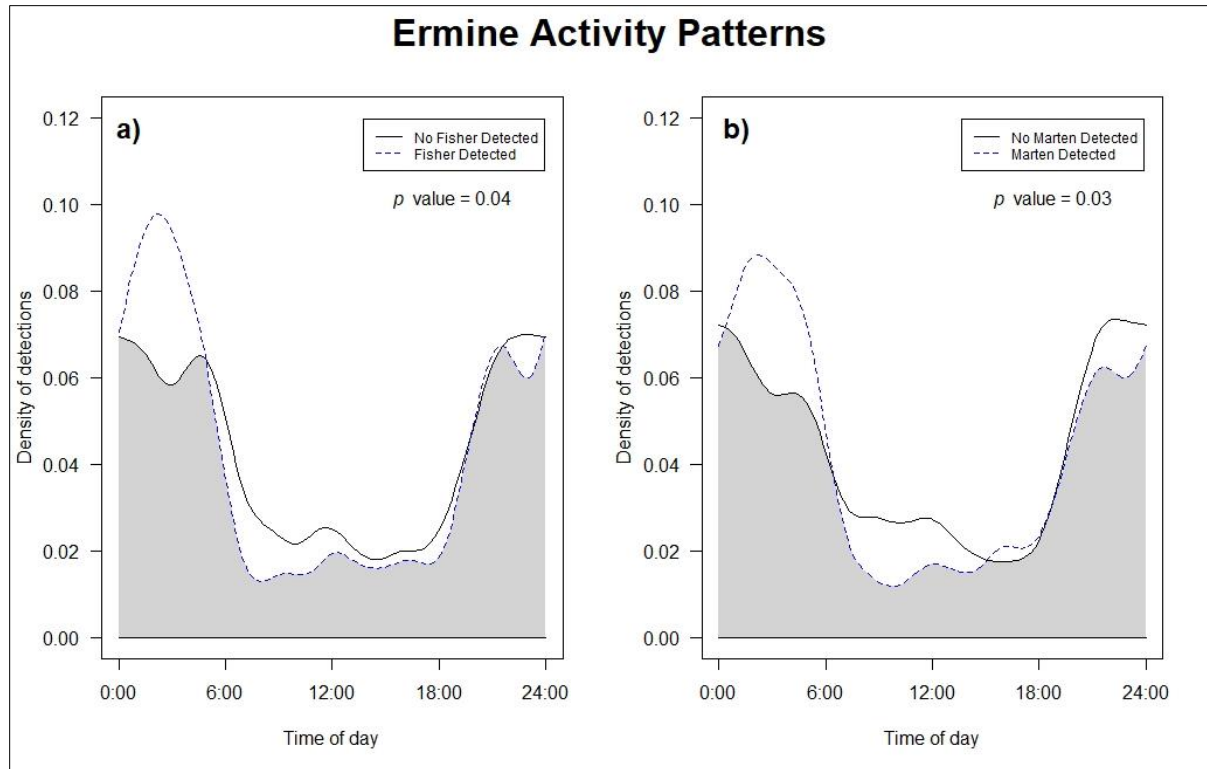 Ermine Activity Patterns
a)
No Fisher Detected
Fisher Detected
p value = 0.04
0.12
0.10
0.08
0.06
0.04
0.02
0.00
Density of detections
0:00 6:00 12:00 18:00 24:00
Time of day
b)
No Marten Detected
Marten Detected
p value = 0.03
0.12
0.10
0.08
0.06
0.04
0.02
0.00
Density of detections
0:00 6:00 12:00 18:00 24:00
Time of day